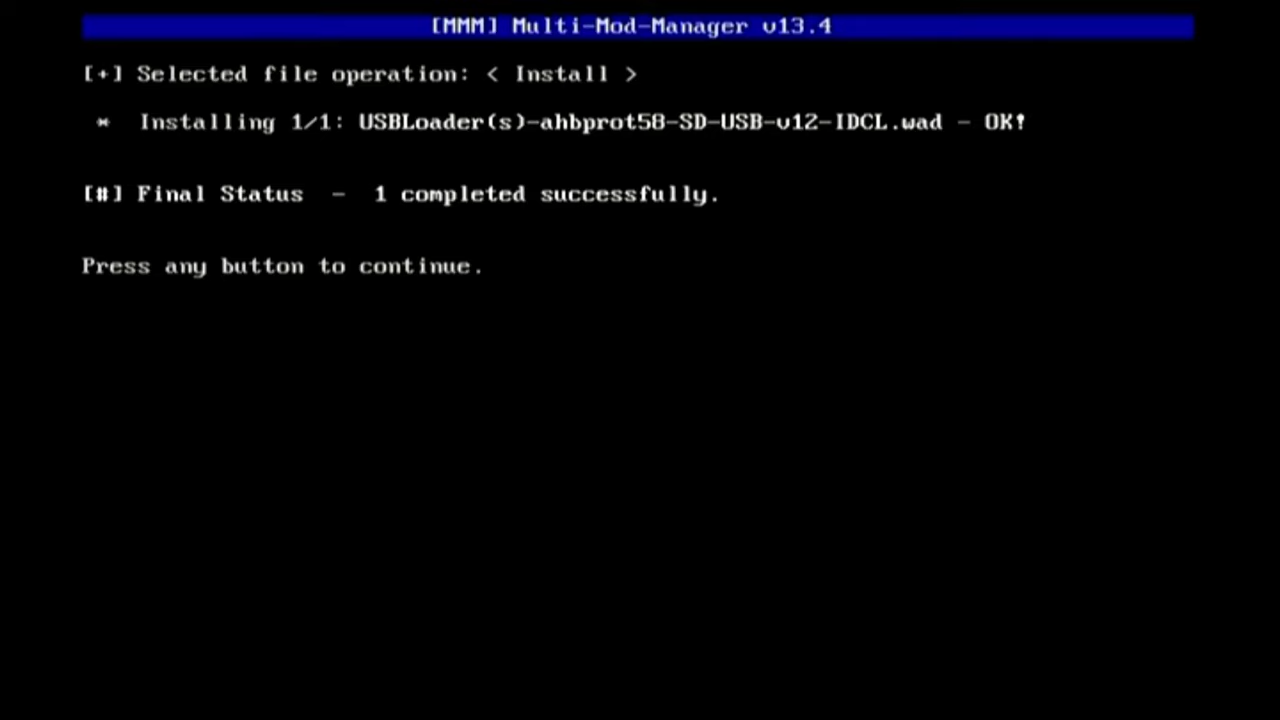 [MMM] Multi-Mod-Manager v13.4
[+] Selected file operation: < Install >
* Installing 1/1: USBLoader(s)-ahbprot58-SD-USB-v12-IDCL.wad - OK!
[#] Final Status - 1 completed successfully.
Press any button to continue.